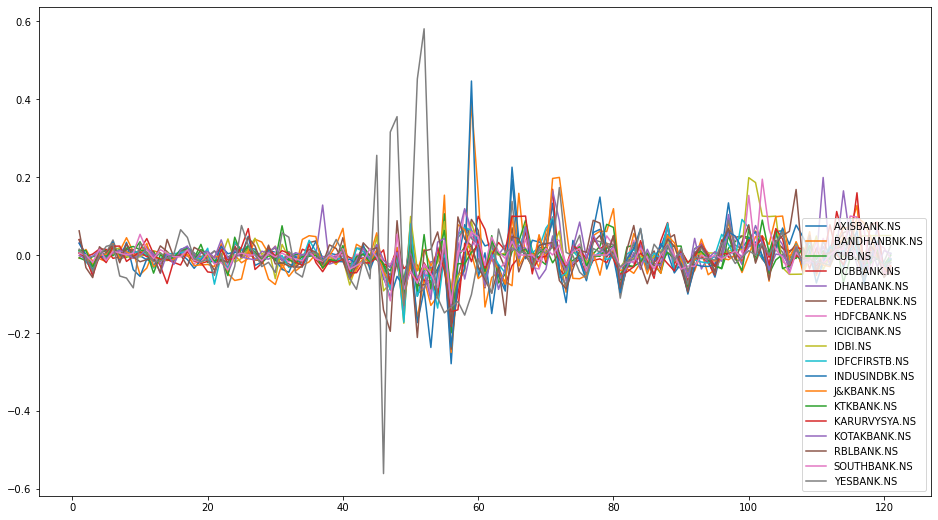 0.6
0.4
0.2
0.0
−0.2
−0.4
−0.6
0 20 40 60 80 100 120
AXISBANK.NS
BANDHANBNK.NS
CUB.NS
DCBBANK.NS
DHANBANK.NS
FEDERALBNK.NS
HDFCBANK.NS
ICICIBANK.NS
IDBI.NS
IDFCFIRSTB.NS
INDUSINDBK.NS
J&KBANK.NS
KTKBANK.NS
KARURVYSYA.NS
KOTAKBANK.NS
RBLBANK.NS
SOUTHBANK.NS
YESBANK.NS